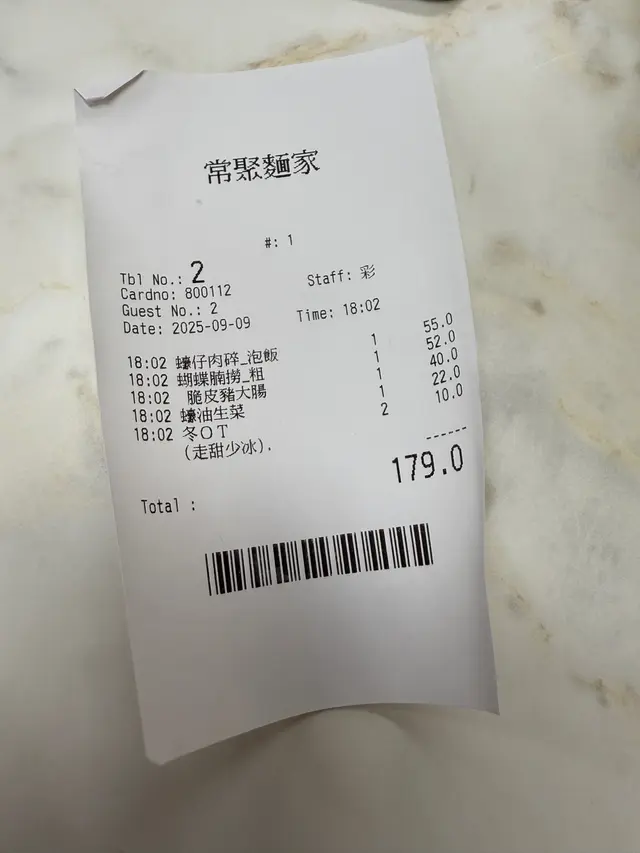 常聚麵家
#: 1
Tbl No.: 2
Staff: 彩
Cardno: 800112
Guest No.: 2
Date: 2025-09-09 Time: 18:02
18:02 蠔仔肉碎_泡飯 1 55.0
18:02 蝴蝶腩撈_粗 1 52.0
18:02 脆皮豬大腸 1 40.0
18:02 蠔油生菜 1 22.0
18:02 冬OT 2 10.0
(走甜少冰).
------
Total : 179.0